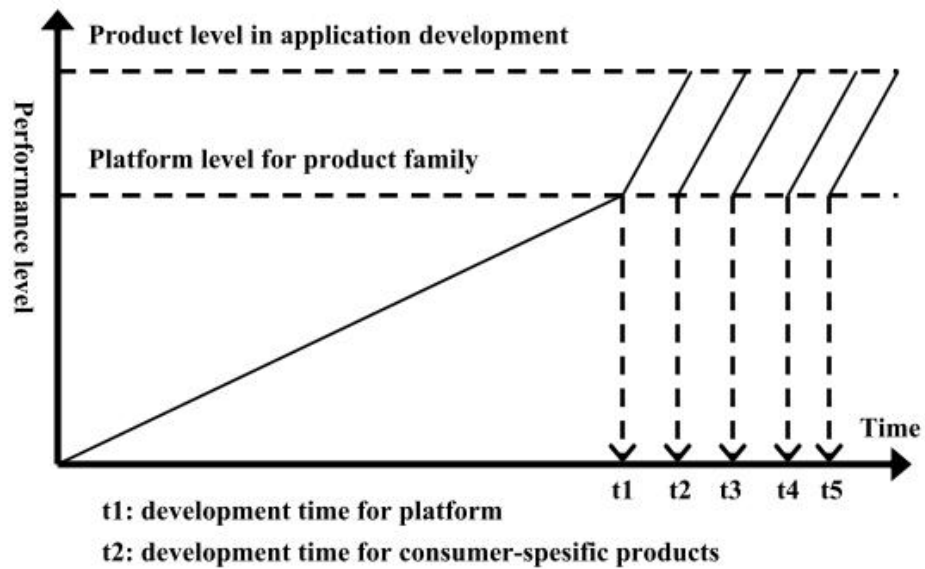 Product level in application development
Platform level for product family
Performance level
Time
t1 t2 t3 t4 t5
t1: development time for platform
t2: development time for consumer-spesific products